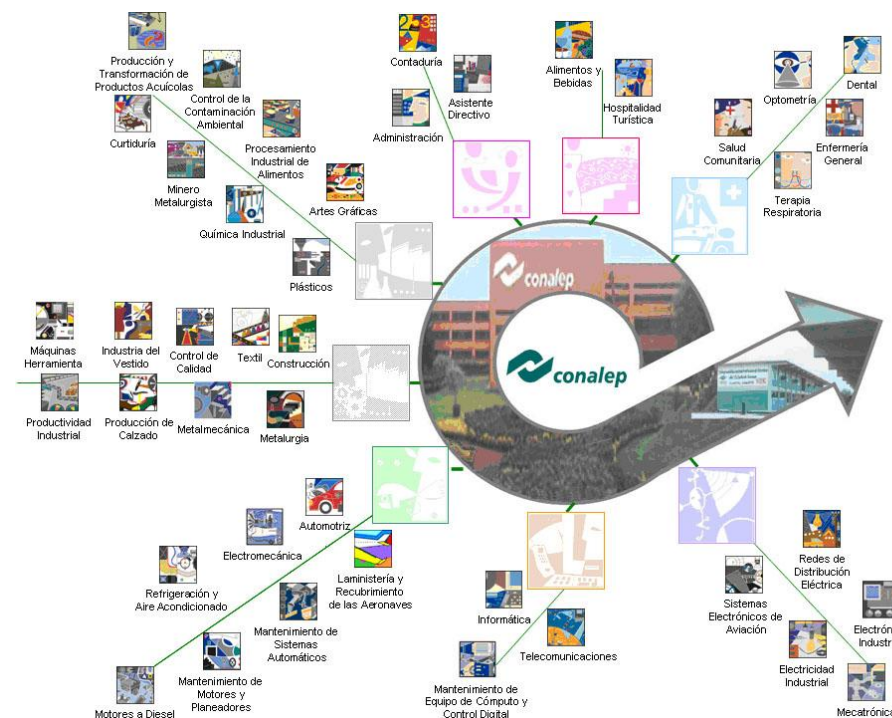 Producción y
Transformación de
Productos Acuícolas
Control de la
Contaminación
Ambiental
Curtiduría
Procesamiento
Industrial de
Alimentos
Minero
Metalurgista
Artes Gráficas
Química Industrial
Plásticos
Contaduría
Asistente
Directivo
Administración
Alimentos y
Bebidas
Hospitalidad
Turística
Optometría
Dental
Salud
Comunitaria
Enfermería
General
Terapia
Respiratoria
conalep
conalep
Máquinas
Herramienta
Industria del
Vestido
Control de
Calidad
Textil
Construcción
Productividad
Industrial
Producción de
Calzado
Metalmecánica
Metalurgia
Automotriz
Electromecánica
Laministería y
Recubrimiento
de las Aeronaves
Refrigeración y
Aire Acondicionado
Mantenimiento de
Sistemas
Automáticos
Mantenimiento de
Motores y
Planeadores
Motores a Diesel
Informática
Telecomunicaciones
Mantenimiento de
Equipo de Cómputo y
Control Digital
Redes de
Distribución
Eléctrica
Sistemas
Electrónicos de
Aviación
Electrón
Industr
Electricidad
Industrial
Mecatrónica